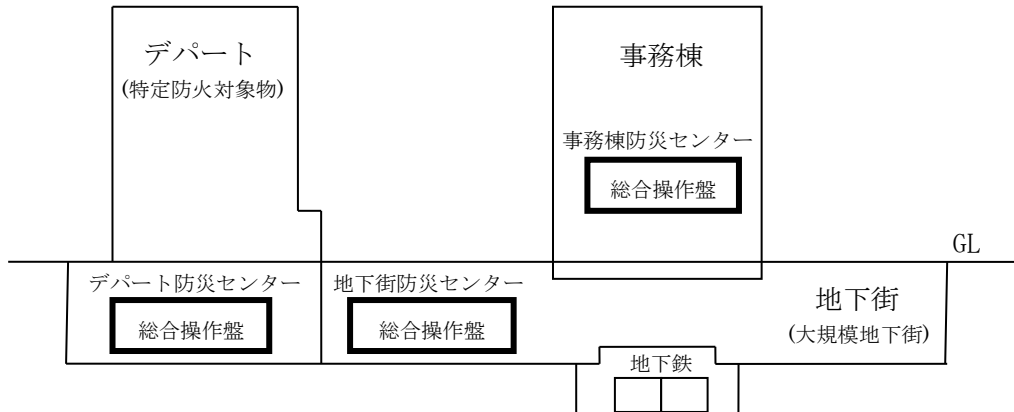 デパート
(特定防火対象物)
事務棟
事務棟防災センター
総合操作盤
GL
デパート防災センター
総合操作盤
地下街防災センター
総合操作盤
地下街
(大規模地下街)
地下鉄